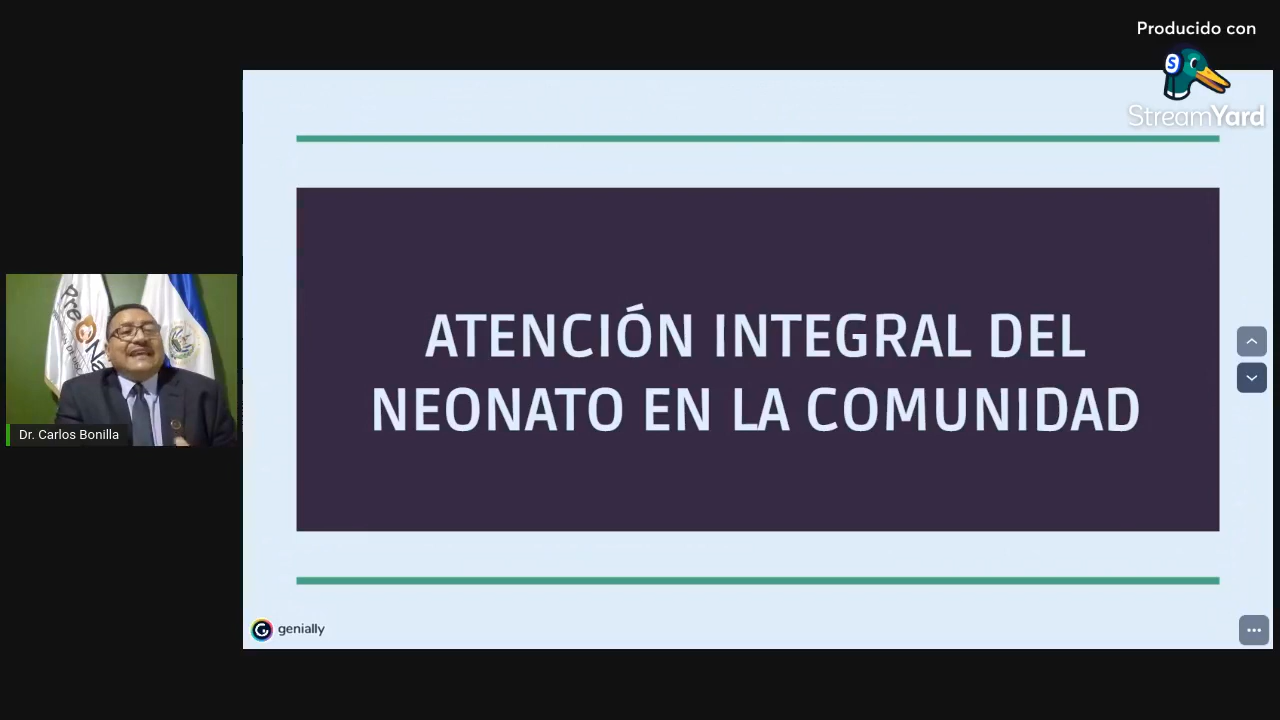 Producido con
StreamYard
ATENCIÓN INTEGRAL DEL
NEONATO EN LA COMUNIDAD
Dr. Carlos Bonilla
genially